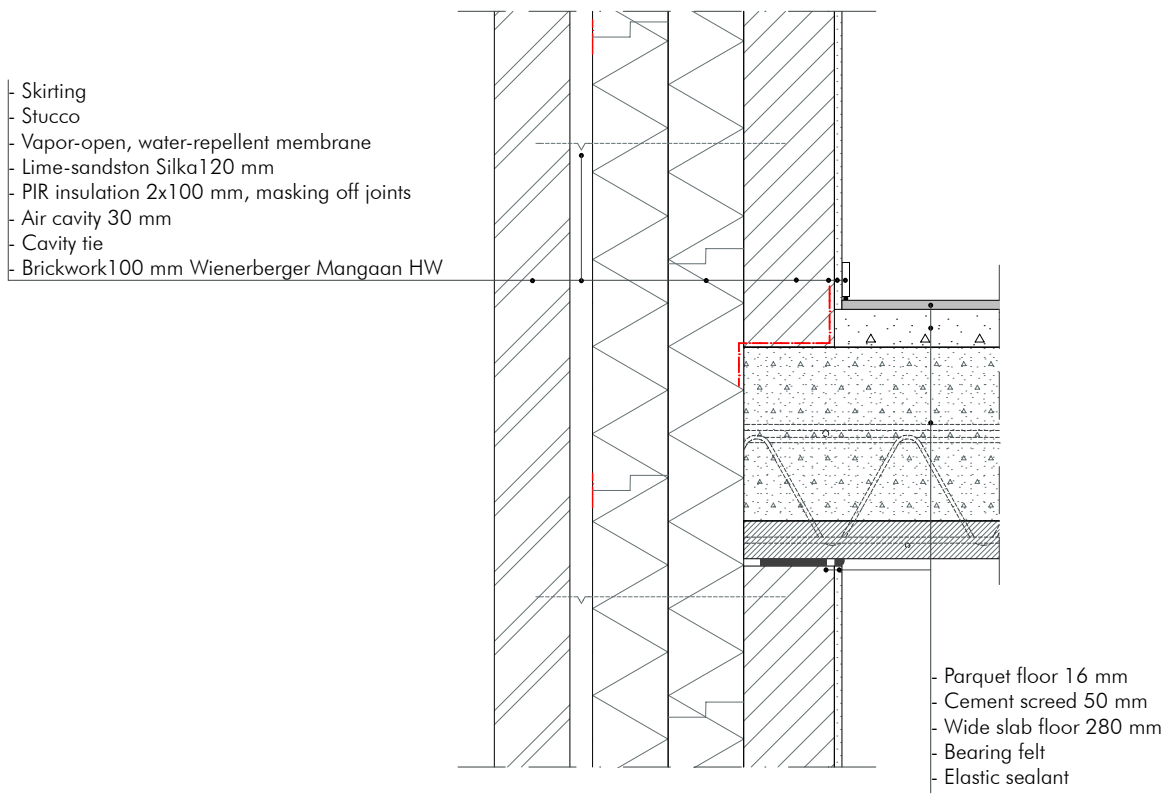 - Skirting
- Stucco
- Vapor-open, water-repellent membrane
- Lime-sandston Silka120 mm
- PIR insulation 2x100 mm, masking off joints
- Air cavity 30 mm
- Cavity tie
- Brickwork100 mm Wienerberger Mangaan HW
- Parquet floor 16 mm
- Cement screed 50 mm
- Wide slab floor 280 mm
- Bearing felt
- Elastic sealant